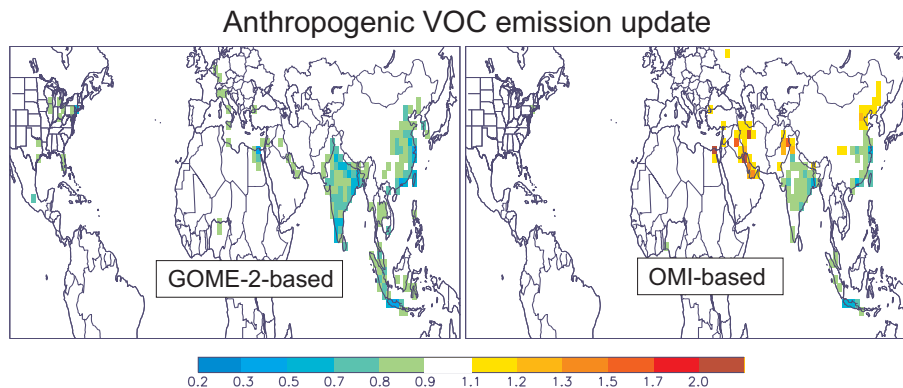 Anthropogenic VOC emission update
GOME-2-based
OMI-based
0.2 0.3 0.5 0.7 0.8 0.9 1.1 1.2 1.3 1.5 1.7 2.0